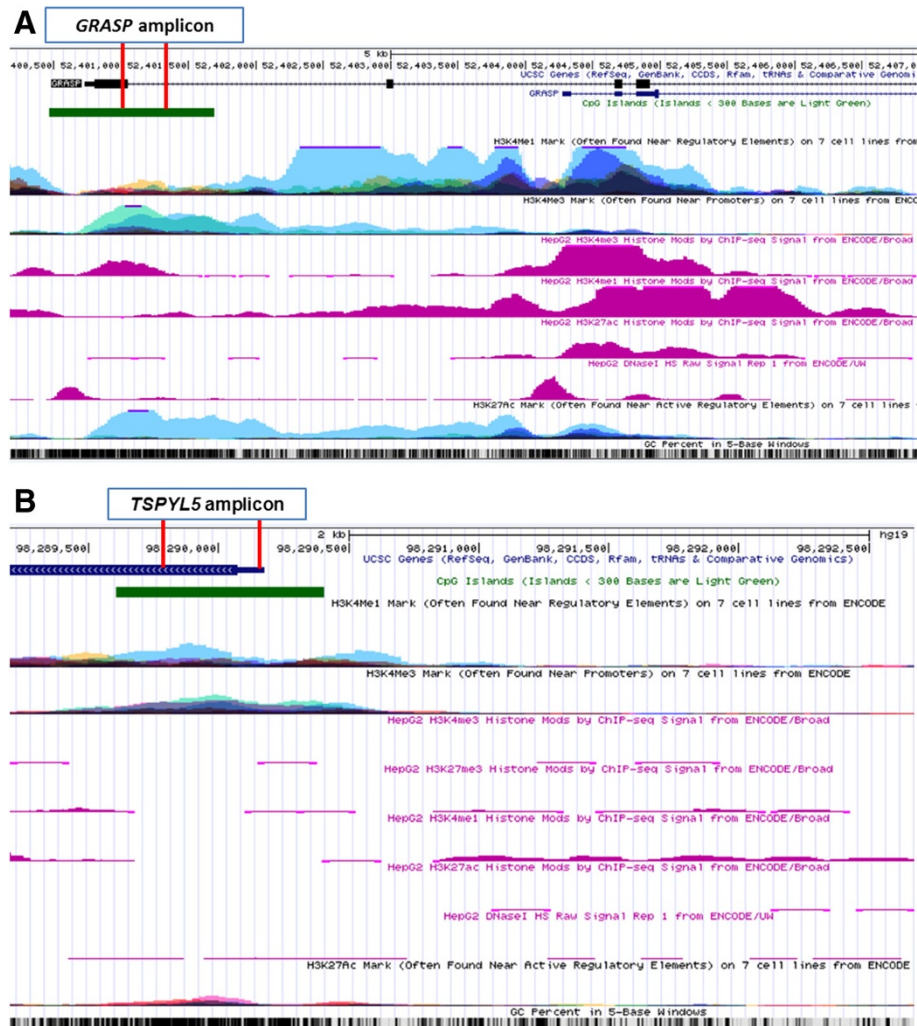 A
GRASP amplicon
5 kb
400,500 52,401,000 52,401,500 52,402,000 52,402,500 52,403,000 52,403,500 52,404,000 52,404,500 52,405,000 52,405,500 52,406,000 52,406,500 52,407,0
UCSC Genes (RefSeq, GenBank, CCDS, Rfam, tRNAs & Comparative Genomi
GRASP
GRASP
CpG Islands (Islands < 300 Bases are Light Green)
H3K4Me1 Mark (Often Found Near Regulatory Elements) on 7 cell lines from
H3K4Me3 Mark (Often Found Near Promoters) on 7 cell lines from ENCO
HepG2 H3K4me3 Histone Mods by ChIP-seq Signal from ENCODE/Broad
HepG2 H3K4me1 Histone Mods by ChIP-seq Signal from ENCODE/Broad
HepG2 H3K27ac Histone Mods by ChIP-seq Signal from ENCODE/Broad
HepG2 DNaseI HS Raw Signal Rep 1 from ENCODE/UW
H3K27Ac Mark (Often Found Near Active Regulatory Elements) on 7 cell lines
GC Percent in 5-Base Windows
B
TSPYL5 amplicon
2 kb hg19
98,289,500 98,290,000 98,290,500 98,291,000 98,291,500 98,292,000 98,292,500
UCSC Genes (RefSeq, GenBank, CCDS, Rfam, tRNAs & Comparative Genomics)
CpG Islands (Islands < 300 Bases are Light Green)
H3K4Me1 Mark (Often Found Near Regulatory Elements) on 7 cell lines from ENCODE
H3K4Me3 Mark (Often Found Near Promoters) on 7 cell lines from ENCODE
HepG2 H3K4me3 Histone Mods by ChIP-seq Signal from ENCODE/Broad
HepG2 H3K27me3 Histone Mods by ChIP-seq Signal from ENCODE/Broad
HepG2 H3K4me1 Histone Mods by ChIP-seq Signal from ENCODE/Broad
HepG2 H3K27ac Histone Mods by ChIP-seq Signal from ENCODE/Broad
HepG2 DNaseI HS Raw Signal Rep 1 from ENCODE/UW
H3K27Ac Mark (Often Found Near Active Regulatory Elements) on 7 cell lines from ENCODE
GC Percent in 5-Base Windows